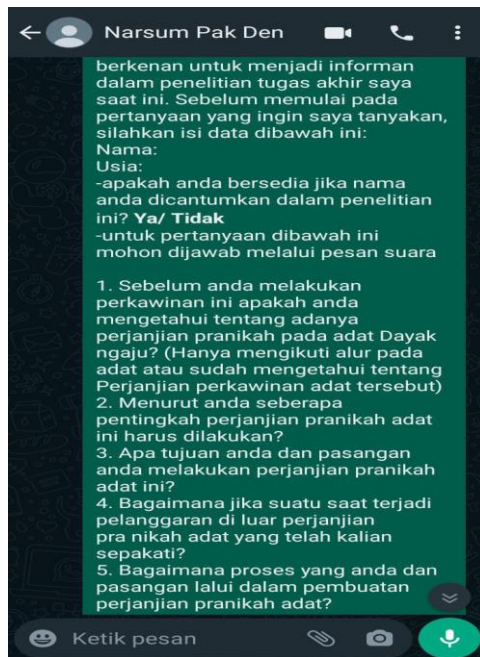 Narsum Pak Den
berkenan untuk menjadi informan
dalam penelitian tugas akhir saya
saat ini. Sebelum memulai pada
pertanyaan yang ingin saya tanyakan,
silahkan isi data dibawah ini:
Nama:
Usia:
-apakah anda bersedia jika nama
anda dicantumkan dalam penelitian
ini? Ya/ Tidak
-untuk pertanyaan dibawah ini
mohon dijawab melalui pesan suara
1. Sebelum anda melakukan
perkawinan ini apakah anda
mengetahui tentang adanya
perjanjian pranikah pada adat Dayak
ngaju? (Hanya mengikuti alur pada
adat atau sudah mengetahui tentang
Perjanjian perkawinan adat tersebut)
2. Menurut anda seberapa
pentingkah perjanjian pranikah adat
ini harus dilakukan?
3. Apa tujuan anda dan pasangan
anda melakukan perjanjian pranikah
adat ini?
4. Bagaimana jika suatu saat terjadi
pelanggaran di luar perjanjian
pra nikah adat yang telah kalian
sepakati?
5. Bagaimana proses yang anda dan
pasangan lalui dalam pembuatan
perjanjian pranikah adat?
Ketik pesan